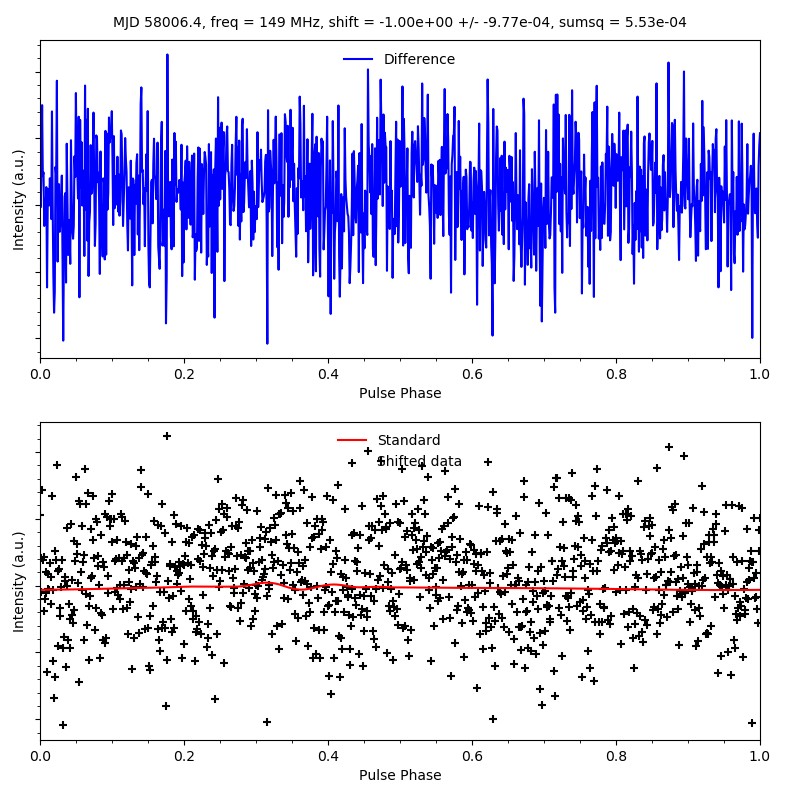 MJD 58006.4, freq = 149 MHz, shift = -1.00e+00 +/- -9.77e-04, sumsq = 5.53e-04
Difference
Intensity (a.u.)
0.0 0.2 0.4 0.6 0.8 1.0
Pulse Phase
Standard
Shifted data
Intensity (a.u.)
0.0 0.2 0.4 0.6 0.8 1.0
Pulse Phase